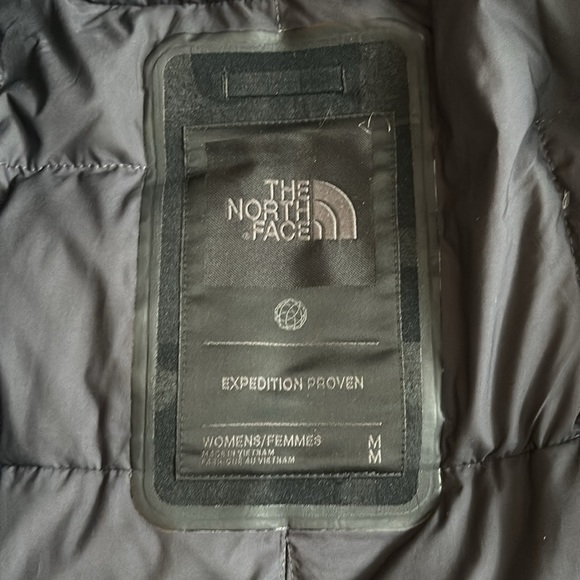 THE
NORTH
FACE
EXPEDITION PROVEN
WOMENS/FEMMES M
MADE IN VIETNAM M
FABRIQUÉ AU VIETNAM